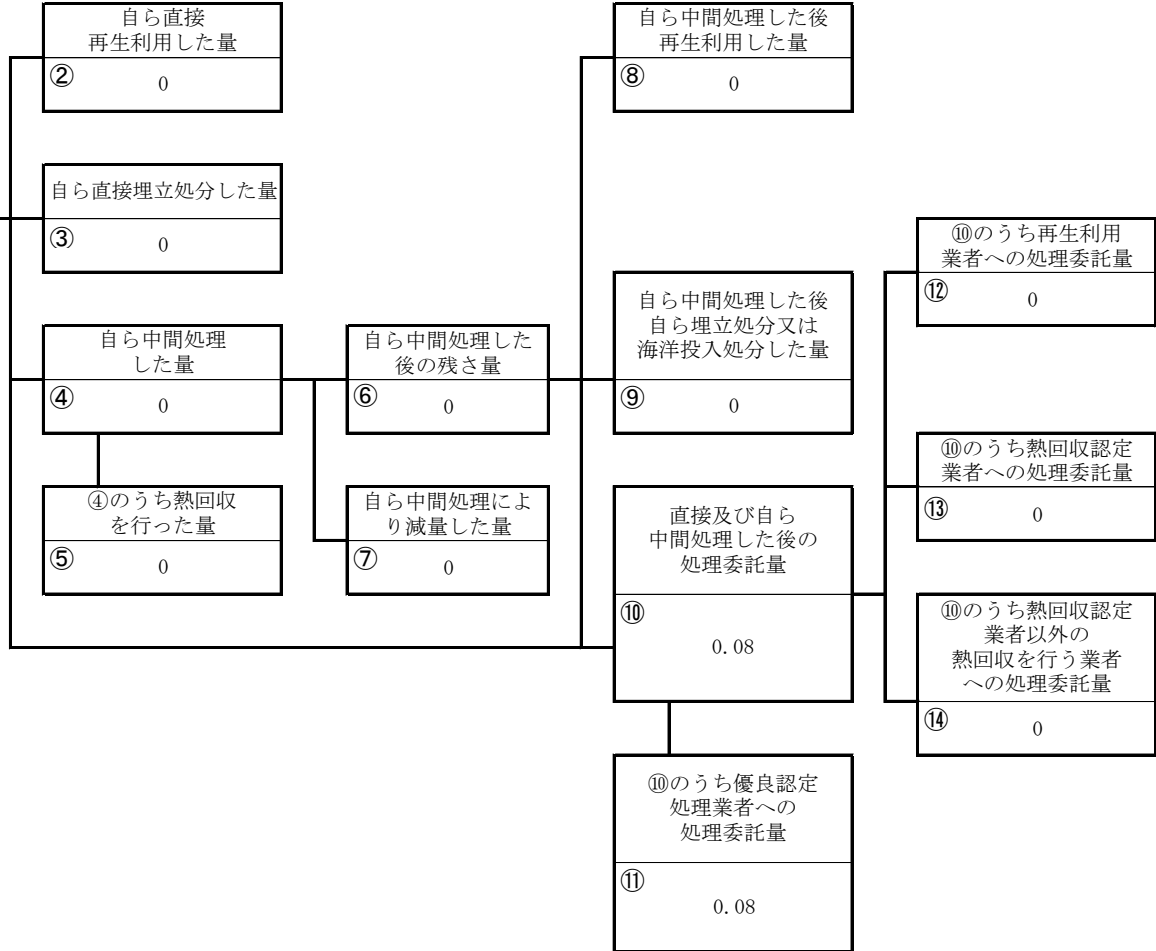 自ら直接
再生利用した量
②
0
自ら直接埋立処分した量
③
0
自ら中間処理
した量
④
0
④のうち熱回収
を行った量
⑤
0
自ら中間処理した
後の残さ量
⑥
0
自ら中間処理によ
り減量した量
⑦
0
自ら中間処理した後
再生利用した量
⑧
0
自ら中間処理した後
自ら埋立処分又は
海洋投入処分した量
⑨
0
直接及び自ら
中間処理した後の
処理委託量
⑩
0.08
⑩のうち優良認定
処理業者への
処理委託量
⑪
0.08
⑩のうち再生利用
業者への処理委託量
⑫
0
⑩のうち熱回収認定
業者への処理委託量
⑬
0
⑩のうち熱回収認定
業者以外の
熱回収を行う業者
への処理委託量
⑭
0